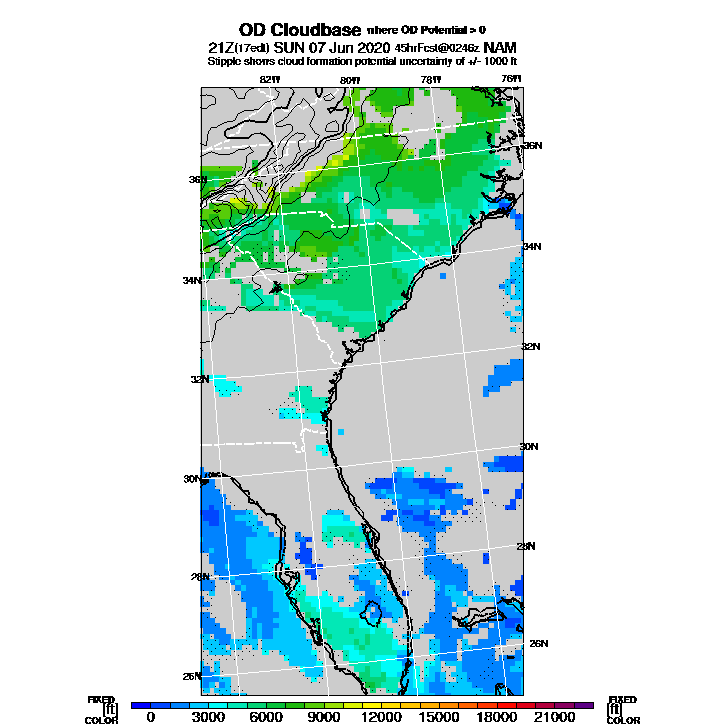 OD Cloudbase where OD Potential > 0
21Z(17edt) SUN 07 Jun 2020 45hrFcst@0246z NAM
Stipple shows cloud formation potential uncertainty of +/- 1000 ft
82W 80W 78W 76W
36N
36N
34N
34N
32N
32N
30N
30N
28N
28N
26N
26N
FIXED FIXED
[ft] [ft]
COLOR COLOR
0 3000 6000 9000 12000 15000 18000 21000